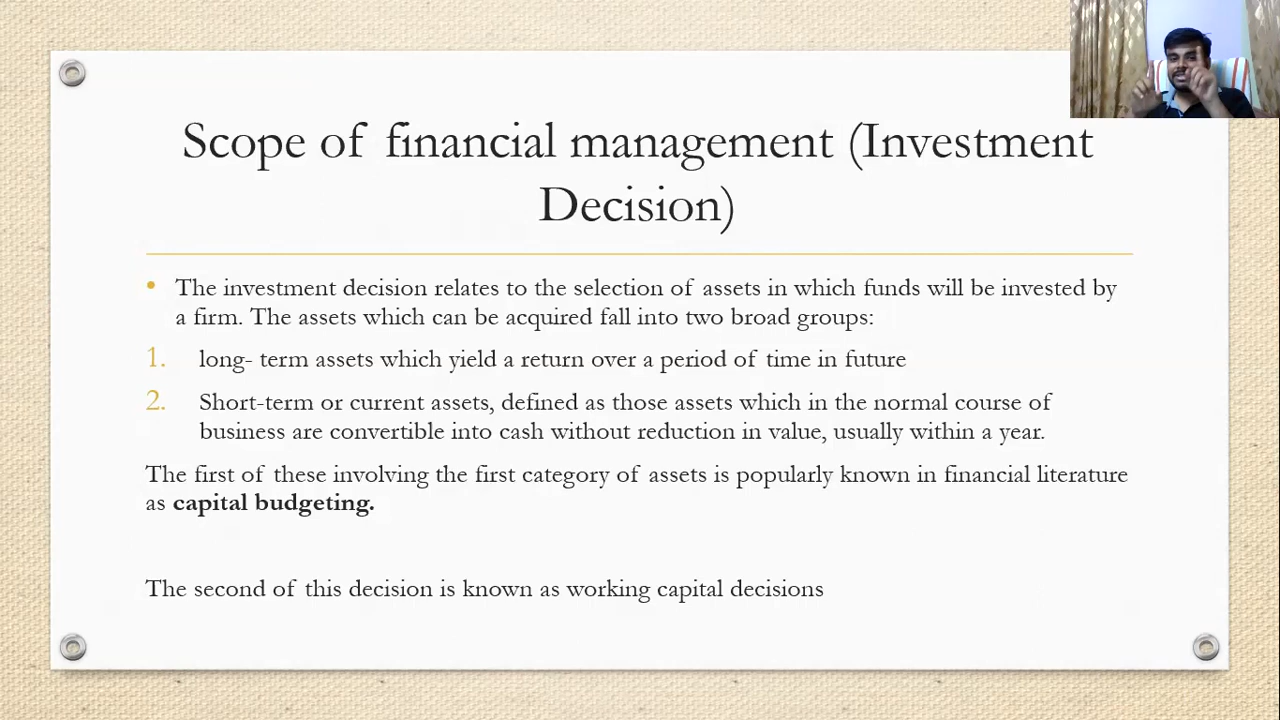 Scope of financial management (Investment
Decision)
• The investment decision relates to the selection of assets in which funds will be invested by
a firm. The assets which can be acquired fall into two broad groups:
1. long- term assets which yield a return over a period of time in future
2. Short-term or current assets, defined as those assets which in the normal course of
business are convertible into cash without reduction in value, usually within a year.
The first of these involving the first category of assets is popularly known in financial literature
as capital budgeting.
The second of this decision is known as working capital decisions